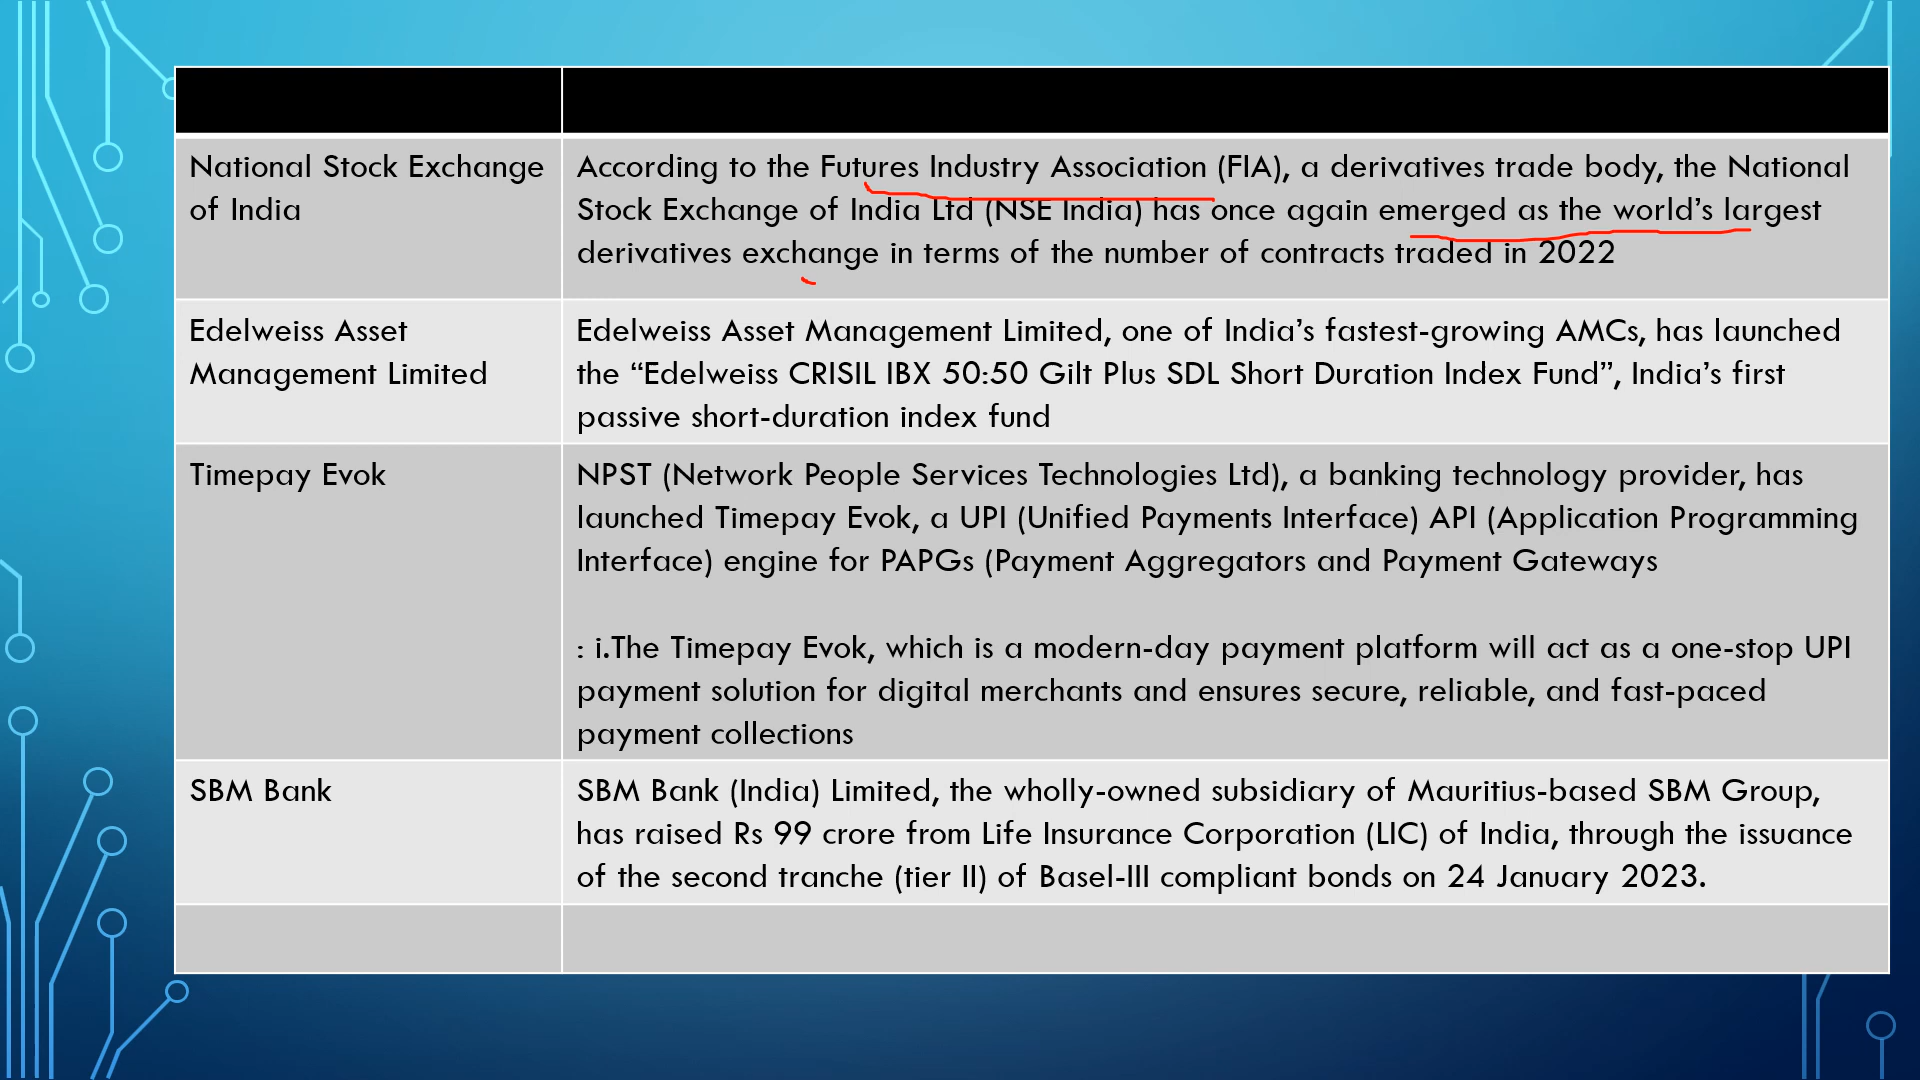 National Stock Exchange
of India
According to the Futures Industry Association (FIA), a derivatives trade body, the National
Stock Exchange of India Ltd (NSE India) has once again emerged as the world’s largest
derivatives exchange in terms of the number of contracts traded in 2022
Edelweiss Asset
Management Limited
Edelweiss Asset Management Limited, one of India’s fastest-growing AMCs, has launched
the “Edelweiss CRISIL IBX 50:50 Gilt Plus SDL Short Duration Index Fund”, India’s first
passive short-duration index fund
Timepay Evok
NPST (Network People Services Technologies Ltd), a banking technology provider, has
launched Timepay Evok, a UPI (Unified Payments Interface) API (Application Programming
Interface) engine for PAPGs (Payment Aggregators and Payment Gateways
: i.The Timepay Evok, which is a modern-day payment platform will act as a one-stop UPI
payment solution for digital merchants and ensures secure, reliable, and fast-paced
payment collections
SBM Bank
SBM Bank (India) Limited, the wholly-owned subsidiary of Mauritius-based SBM Group,
has raised Rs 99 crore from Life Insurance Corporation (LIC) of India, through the issuance
of the second tranche (tier II) of Basel-III compliant bonds on 24 January 2023.